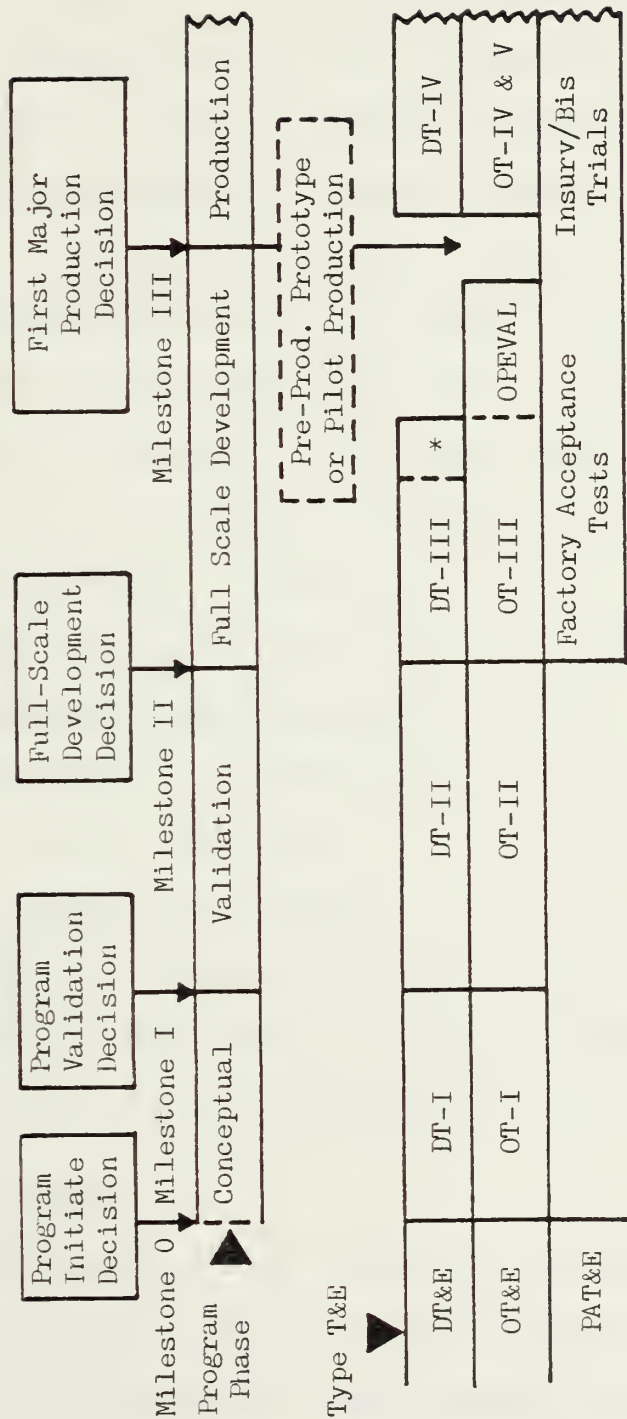 Program
Initiate
Decision
Program
Validation
Decision
Full-Scale
Development
Decision
First Major
Production
Decision
Milestone O
Milestone I
Milestone II
Milestone III
Program
Phase
Conceptual
Validation
Full Scale Development
Production
Pre-Prod. Prototype
or Pilot Production
Type T&E
DT&E
DT-I
DT-II
DT-III
*
DT-IV
OT&E
OT-I
OT-II
OT-III
OPEVAL
OT-IV & V
PAT&E
Factory Acceptance
Tests
Insurv/Bis
Trials